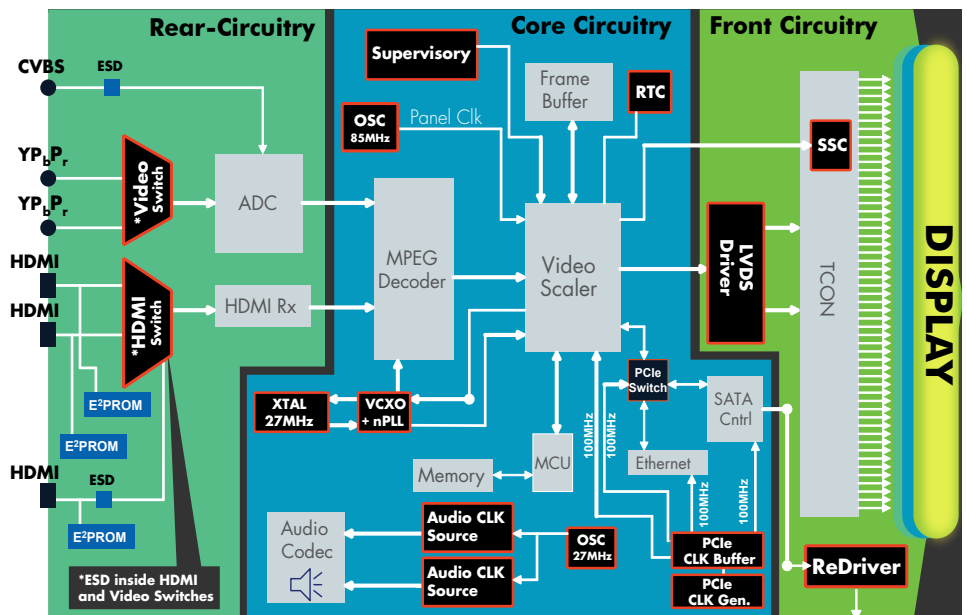 Rear-Circuitry
Core Circuitry
Front Circuitry
CVBS
ESD
Supervisory
Frame
Buffer
RTC
OSC
85MHz
Panel Clk
SSC
YPbPr
*Video
Switch
YPbPr
ADC
MPEG
Decoder
Video
Scaler
LVDS
Driver
TCON
DISPLAY
HDMI
HDMI
*HDMI
Switch
HDMI Rx
E²PROM
E²PROM
XTAL
27MHz
VCXO
+ nPLL
PCIe
Switch
SATA
Cntrl
100MHz
100MHz
HDMI
ESD
E²PROM
Memory
MCU
Ethernet
100MHz
100MHz
Audio
Codec
Audio CLK
Source
Audio CLK
Source
OSC
27MHz
PCIe
CLK Buffer
PCIe
CLK Gen.
ReDriver
*ESD inside HDMI
and Video Switches